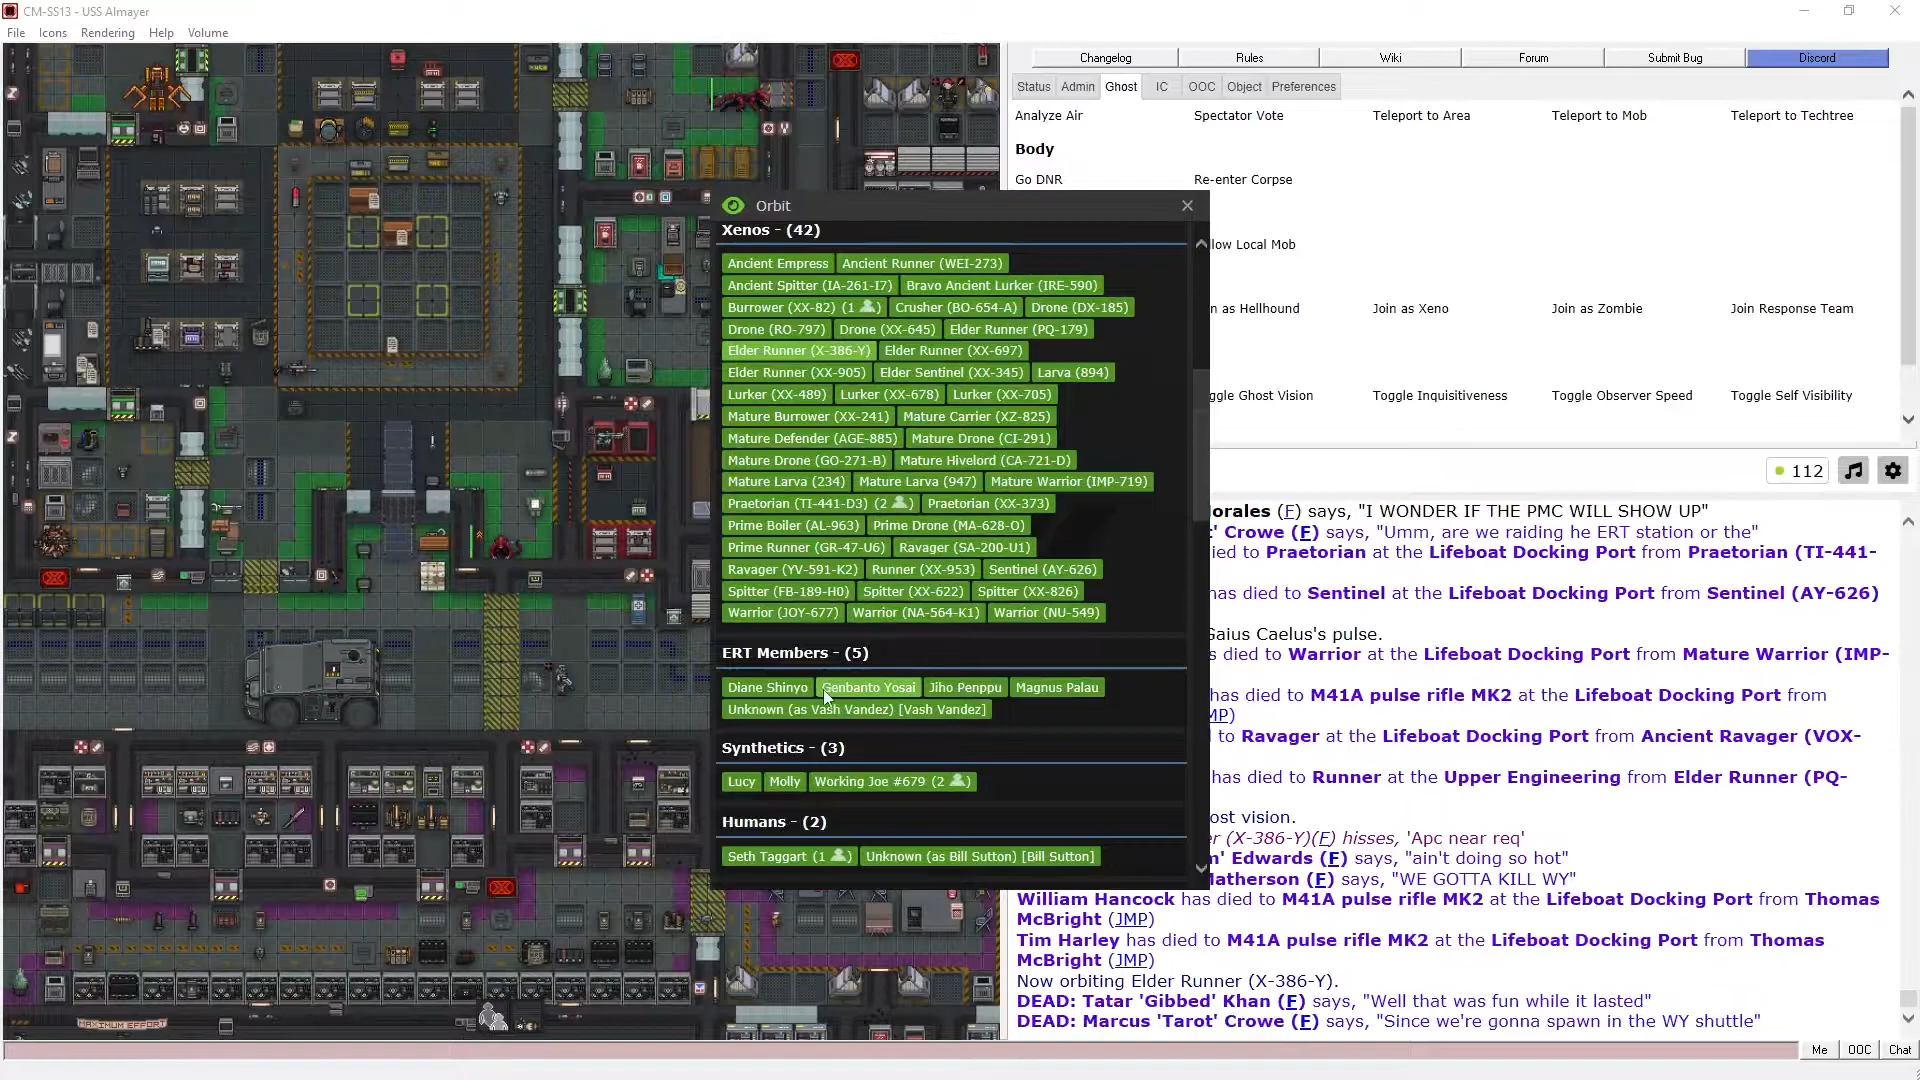 CM-SS13 - USS Almayer
File Icons Rendering Help Volume
Changelog Rules Wiki Forum Submit Bug Discord
Status Admin Ghost IC OOC Object Preferences
Analyze Air Spectator Vote Teleport to Area Teleport to Mob Teleport to Techtree
Body
Go DNR Re-enter Corpse
low Local Mob
n as Hellhound Join as Xeno Join as Zombie Join Response Team
ggle Ghost Vision Toggle Inquisitiveness Toggle Observer Speed Toggle Self Visibility
112
Orbit
Xenos - (42)
Ancient Empress Ancient Runner (WEI-273)
Ancient Spitter (IA-261-I7) Bravo Ancient Lurker (IRE-590)
Burrower (XX-82) (1 ) Crusher (BO-654-A) Drone (DX-185)
Drone (RO-797) Drone (XX-645) Elder Runner (PQ-179)
Elder Runner (X-386-Y) Elder Runner (XX-697)
Elder Runner (XX-905) Elder Sentinel (XX-345) Larva (894)
Lurker (XX-489) Lurker (XX-678) Lurker (XX-705)
Mature Burrower (XX-241) Mature Carrier (XZ-825)
Mature Defender (AGE-885) Mature Drone (CI-291)
Mature Drone (GO-271-B) Mature Hivelord (CA-721-D)
Mature Larva (234) Mature Larva (947) Mature Warrior (IMP-719)
Praetorian (TI-441-D3) (2 ) Praetorian (XX-373)
Prime Boiler (AL-963) Prime Drone (MA-628-O)
Prime Runner (GR-47-U6) Ravager (SA-200-U1)
Ravager (YV-591-K2) Runner (XX-953) Sentinel (AY-626)
Spitter (FB-189-H0) Spitter (XX-622) Spitter (XX-826)
Warrior (JOY-677) Warrior (NA-564-K1) Warrior (NU-549)
ERT Members - (5)
Diane Shinyo Genbanto Yosai Jiho Penppu Magnus Palau
Unknown (as Vash Vandez) [Vash Vandez]
Synthetics - (3)
Lucy Molly Working Joe #679 (2 )
Humans - (2)
Seth Taggart (1 ) Unknown (as Bill Sutton) [Bill Sutton]
orales (F) says, "I WONDER IF THE PMC WILL SHOW UP"
' Crowe (F) says, "Umm, are we raiding he ERT station or the"
ied to Praetorian at the Lifeboat Docking Port from Praetorian (TI-441-
has died to Sentinel at the Lifeboat Docking Port from Sentinel (AY-626)
Gaius Caelus's pulse.
s died to Warrior at the Lifeboat Docking Port from Mature Warrior (IMP-
has died to M41A pulse rifle MK2 at the Lifeboat Docking Port from
MP)
to Ravager at the Lifeboat Docking Port from Ancient Ravager (VOX-
has died to Runner at the Upper Engineering from Elder Runner (PQ-
ost vision.
r (X-386-Y)(F) hisses, 'Apc near req'
n' Edwards (F) says, "ain't doing so hot"
Matherson (F) says, "WE GOTTA KILL WY"
William Hancock has died to M41A pulse rifle MK2 at the Lifeboat Docking Port from Thomas
McBright (JMP)
Tim Harley has died to M41A pulse rifle MK2 at the Lifeboat Docking Port from Thomas
McBright (JMP)
Now orbiting Elder Runner (X-386-Y).
DEAD: Tatar 'Gibbed' Khan (F) says, "Well that was fun while it lasted"
DEAD: Marcus 'Tarot' Crowe (F) says, "Since we're gonna spawn in the WY shuttle"
MAXIMUM EFFORT
Me OOC Chat